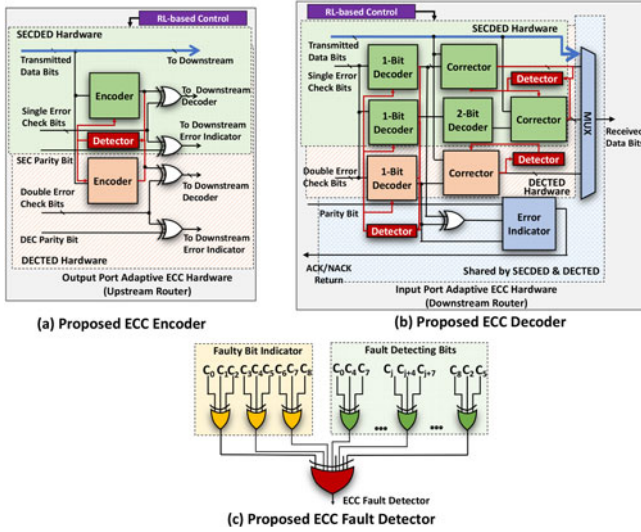 RL-based Control
SECDED Hardware
Transmitted
Data Bits
To Downstream
Encoder
To Downstream
Decoder
Single Error
Check Bits
Detector
To Downstream
Error Indicator
SEC Parity Bit
Encoder
To Downstream
Decoder
Double Error
Check Bits
DEC Parity Bit
To Downstream
Error Indicator
DECTED Hardware
Output Port Adaptive ECC Hardware
(Upstream Router)
(a) Proposed ECC Encoder
RL-based Control
SECDED Hardware
Transmitted
Data Bits
1-Bit
Decoder
Corrector
Single Error
Check Bits
Detector
1-Bit
Decoder
2-Bit
Decoder
Corrector
MUX
Received
Data Bits
Double Error
Check Bits
1-Bit
Decoder
Corrector
Detector
DECTED
Hardware
Parity Bit
Detector
Error
Indicator
ACK/NACK
Return
Shared by SECDED & DECTED
Input Port Adaptive ECC Hardware
(Downstream Router)
(b) Proposed ECC Decoder
Faulty Bit Indicator
C0 C1 C2 C3 C4 C5 C6 C7 C8
Fault Detecting Bits
C0 C4 C7 Cj Cj+4 Cj+7 C8 C2 C5
ECC Fault Detector
(c) Proposed ECC Fault Detector